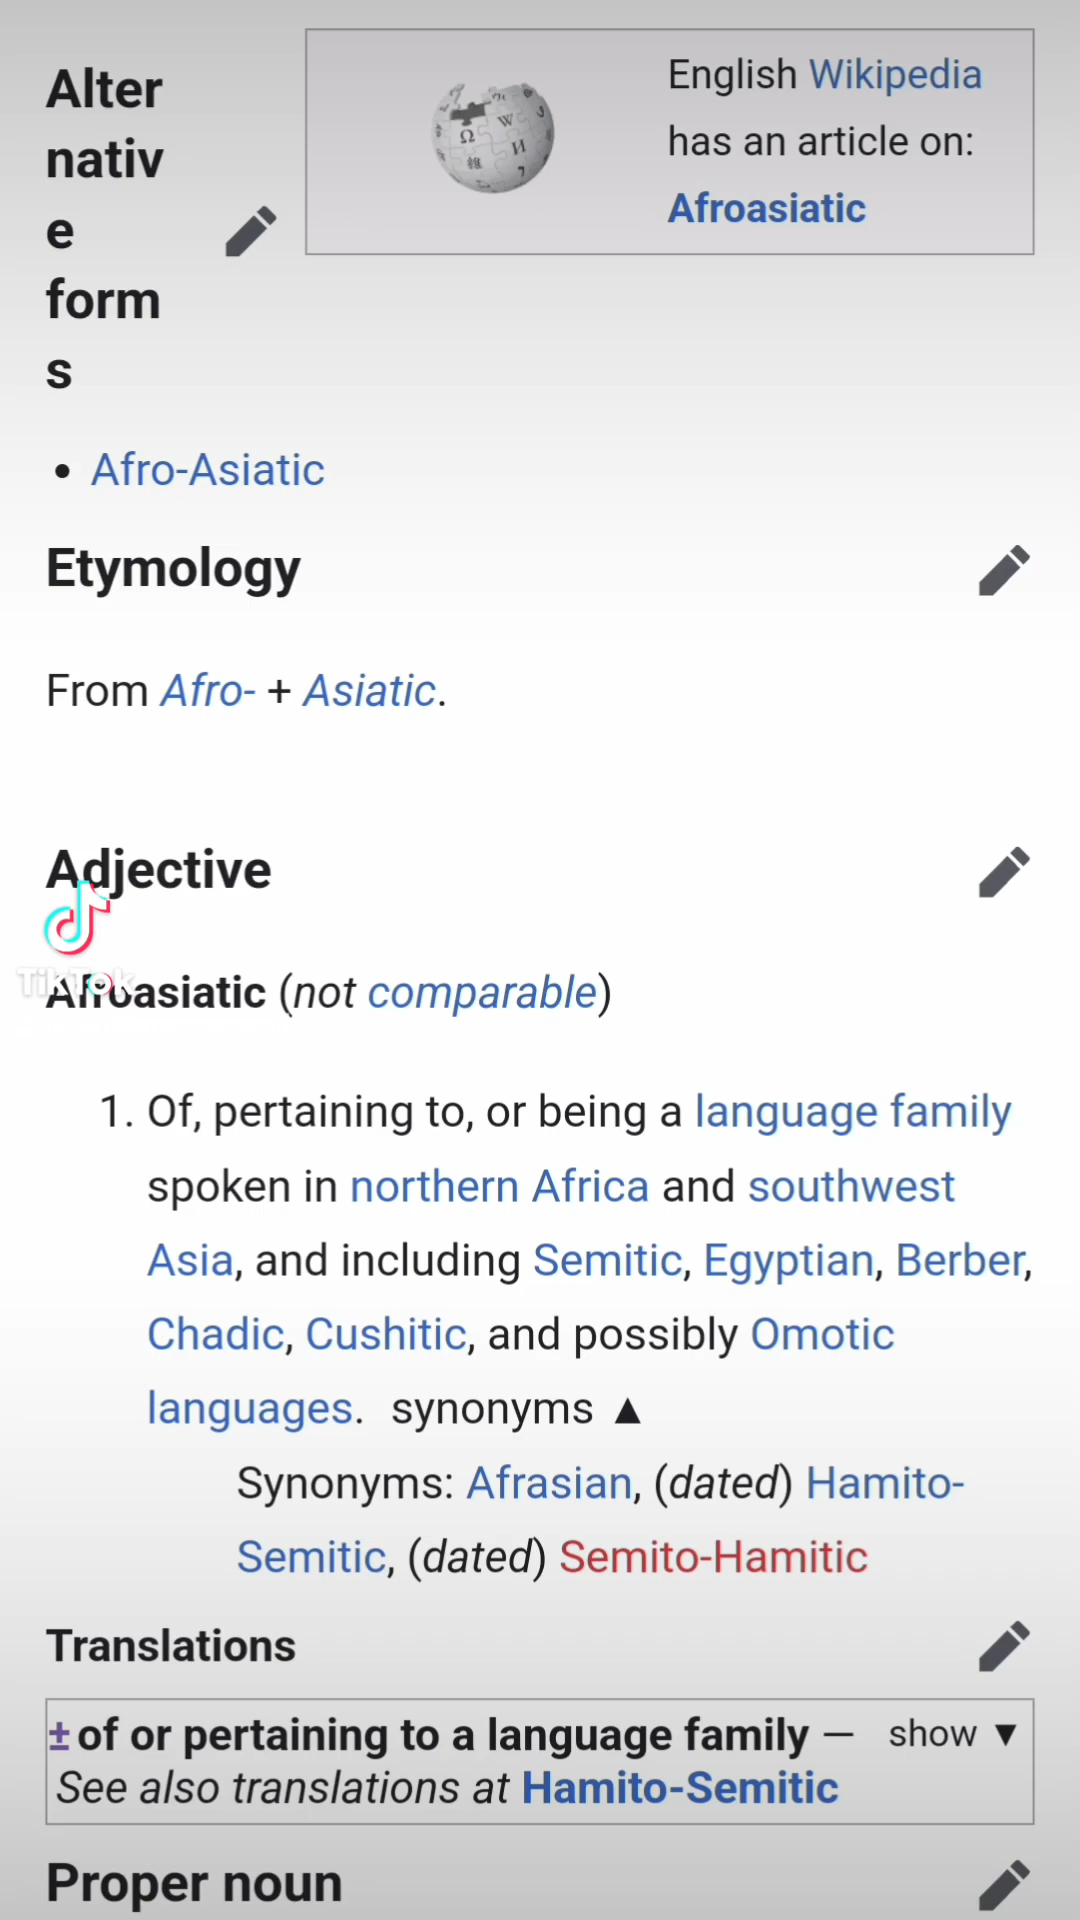 Alter
nativ
e
form
s
English Wikipedia
has an article on:
Afroasiatic
• Afro-Asiatic
Etymology
From Afro- + Asiatic.
Adjective
TikTok
Afroasiatic (not comparable)
1. Of, pertaining to, or being a language family
spoken in northern Africa and southwest
Asia, and including Semitic, Egyptian, Berber,
Chadic, Cushitic, and possibly Omotic
languages. synonyms ▲
Synonyms: Afrasian, (dated) Hamito-
Semitic, (dated) Semito-Hamitic
Translations
± of or pertaining to a language family — show ▼
See also translations at Hamito-Semitic
Proper noun